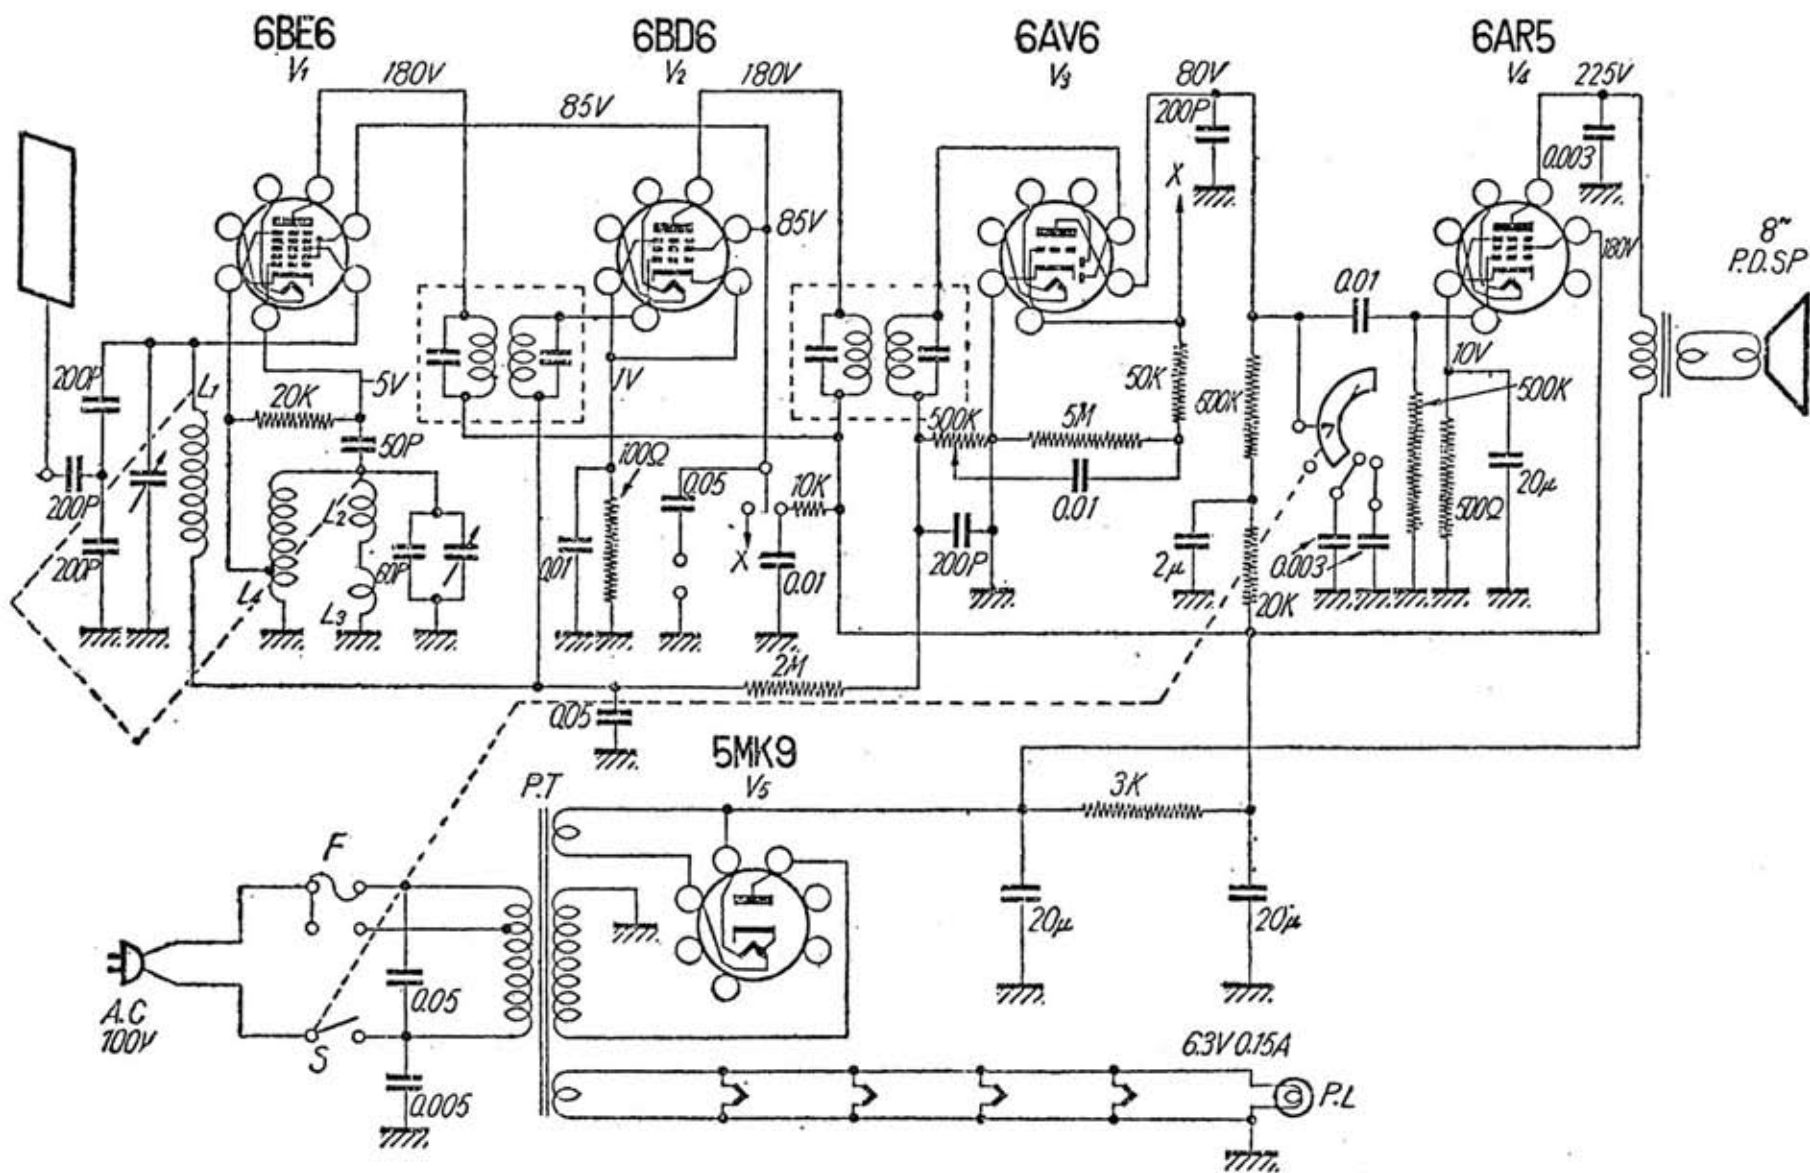 6BE6
V1
6BD6
V2
6AV6
V3
6AR5
V4
180V
85V
180V
85V
80V
200P
X
225V
0.003
180V
8"
P.D.SP
200P
L1
20K
5V
50P
200P
200P
L2
60P
L4
L3
1V
100Ω
0.05
10K
0.01
X
0.01
2M
0.05
500K
5M
50K
0.01
200P
500K
2μ
20K
0.01
10V
500K
500Ω
20μ
0.003
5MK9
V5
P.T
3K
F
20μ
20μ
A.C
100V
0.05
S
0.005
6.3V 0.15A
P.L